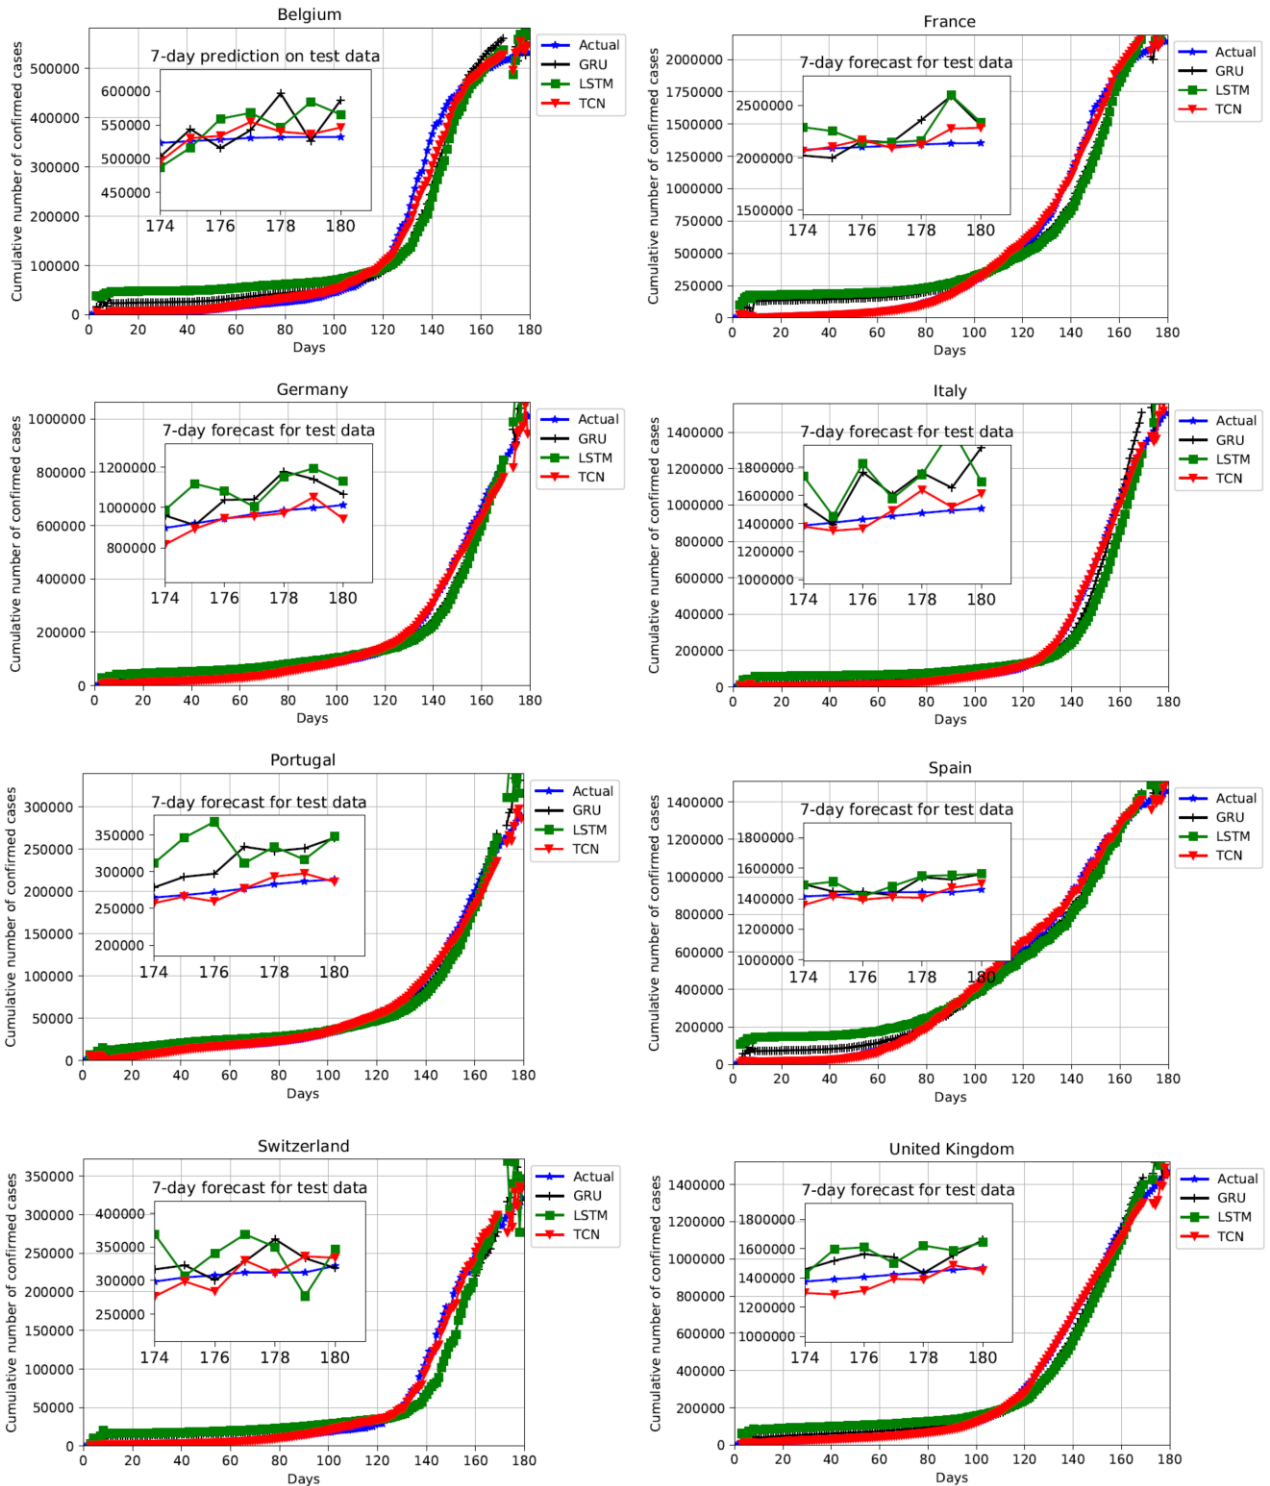 Belgium
Cumulative number of confirmed cases
500000
400000
300000
200000
100000
0
7-day prediction on test data
600000
550000
500000
450000
174 176 178 180
0 20 40 60 80 100 120 140 160 180
Days
Actual
GRU
LSTM
TCN
France
Cumulative number of confirmed cases
2000000
1750000
1500000
1250000
1000000
750000
500000
250000
0
7-day forecast for test data
2500000
2000000
1500000
174 176 178 180
0 20 40 60 80 100 120 140 160 180
Days
Actual
GRU
LSTM
TCN
Germany
Cumulative number of confirmed cases
1000000
800000
600000
400000
200000
0
7-day forecast for test data
1200000
1000000
800000
174 176 178 180
0 20 40 60 80 100 120 140 160 180
Days
Actual
GRU
LSTM
TCN
Italy
Cumulative number of confirmed cases
1400000
1200000
1000000
800000
600000
400000
200000
0
7-day forecast for test data
1800000
1600000
1400000
1200000
1000000
174 176 178 180
0 20 40 60 80 100 120 140 160 180
Days
Actual
GRU
LSTM
TCN
Portugal
Cumulative number of confirmed cases
300000
250000
200000
150000
100000
50000
0
7-day forecast for test data
350000
300000
250000
200000
174 176 178 180
0 20 40 60 80 100 120 140 160 180
Days
Actual
GRU
LSTM
TCN
Spain
Cumulative number of confirmed cases
1400000
1200000
1000000
800000
600000
400000
200000
0
7-day forecast for test data
1800000
1600000
1400000
1200000
1000000
174 176 178 180
0 20 40 60 80 100 120 140 160 180
Days
Actual
GRU
LSTM
TCN
Switzerland
Cumulative number of confirmed cases
350000
300000
250000
200000
150000
100000
50000
0
7-day forecast for test data
400000
350000
300000
250000
174 176 178 180
0 20 40 60 80 100 120 140 160 180
Days
Actual
GRU
LSTM
TCN
United Kingdom
Cumulative number of confirmed cases
1400000
1200000
1000000
800000
600000
400000
200000
0
7-day forecast for test data
1800000
1600000
1400000
1200000
1000000
174 176 178 180
0 20 40 60 80 100 120 140 160 180
Days
Actual
GRU
LSTM
TCN